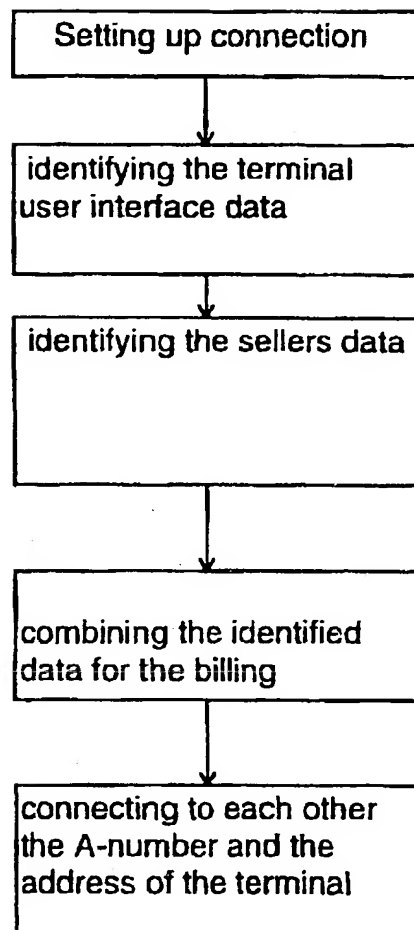 Setting up connection
identifying the terminal
user interface data
identifying the sellers data
combining the identified
data for the billing
connecting to each other
the A-number and the
address of the terminal